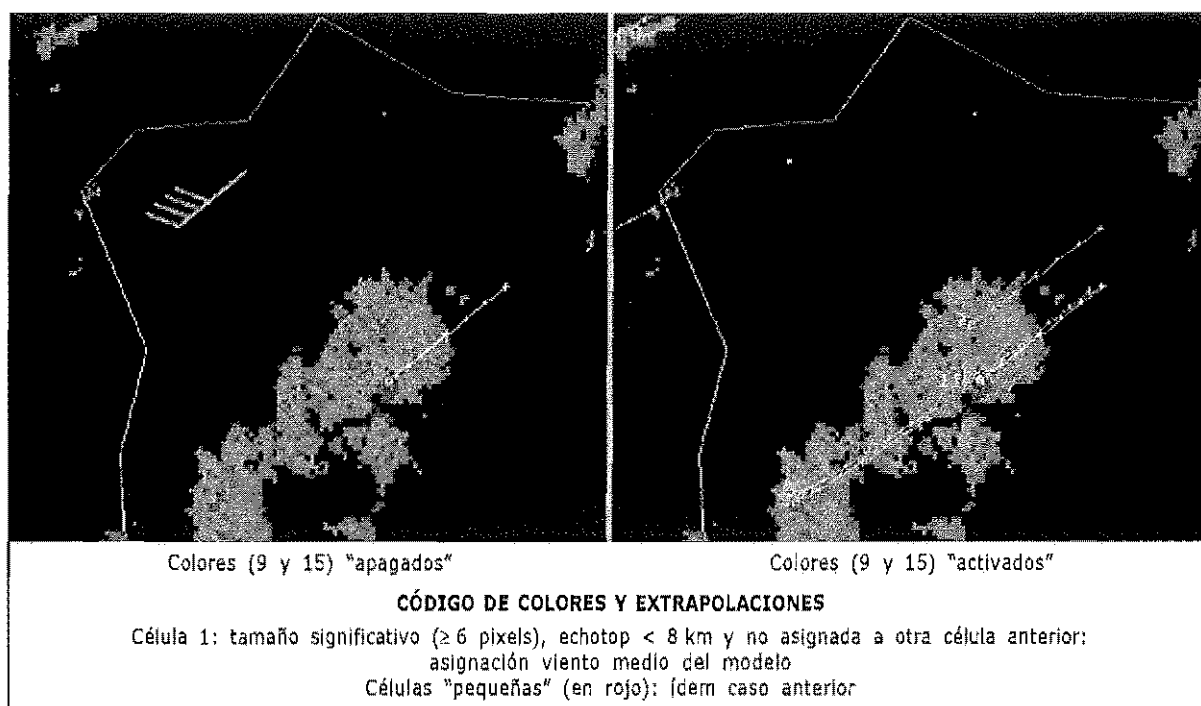 Colores (9 y 15) "apagados"
Colores (9 y 15) "activados"
CÓDIGO DE COLORES Y EXTRAPOLACIONES
Célula 1: tamaño significativo (≥ 6 pixels), echotop < 8 km y no asignada a otra célula anterior:
asignación viento medio del modelo
Células "pequeñas" (en rojo): ídem caso anterior